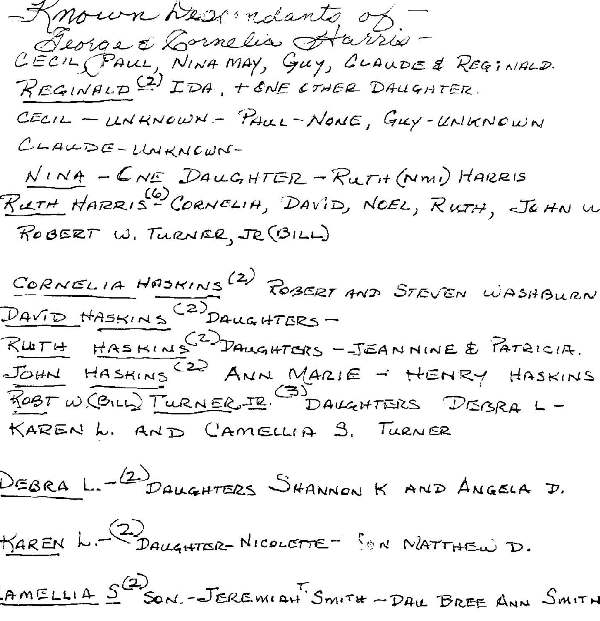 Known Descendants of —
George & Cornelia Harris —
CECIL, PAUL, NINA MAY, GUY, CLAUDE & REGINALD.
REGINALD (2) IDA, + ONE OTHER DAUGHTER.
CECIL — UNKNOWN — PAUL — NONE, GUY - UNKNOWN
CLAUDE - UNKNOWN -
NINA — ONE DAUGHTER — RUTH (NMI) HARRIS
RUTH HARRIS (6) - CORNELIA, DAVID, NOEL, RUTH, JOHN W
ROBERT W. TURNER, JR (BILL)
CORNELIA HASKINS (2) ROBERT AND STEVEN WASHBURN
DAVID HASKINS (2) DAUGHTERS —
RUTH HASKINS (2) DAUGHTERS — JEANNINE & PATRICIA.
JOHN HASKINS (2) ANN MARIE — HENRY HASKINS
ROBT W (BILL) TURNER, JR. (3) DAUGHTERS DEBRA L —
KAREN L. AND CAMELLIA S. TURNER
DEBRA L. - (2) DAUGHTERS SHANNON K AND ANGELA D.
KAREN L. - (2) DAUGHTER - NICOLETTE - SON MATTHEW D.
CAMELLIA S (2) SON. - JEREMIAH T. SMITH — DAU BREE ANN SMITH